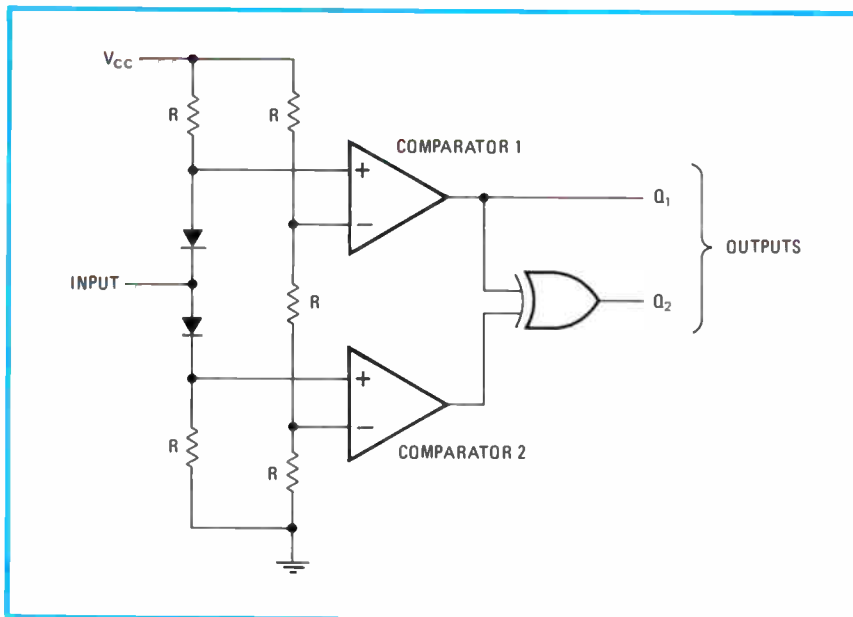 VCC
R
R
COMPARATOR 1
+
−
Q1
INPUT
OUTPUTS
R
Q2
+
−
R
R
COMPARATOR 2